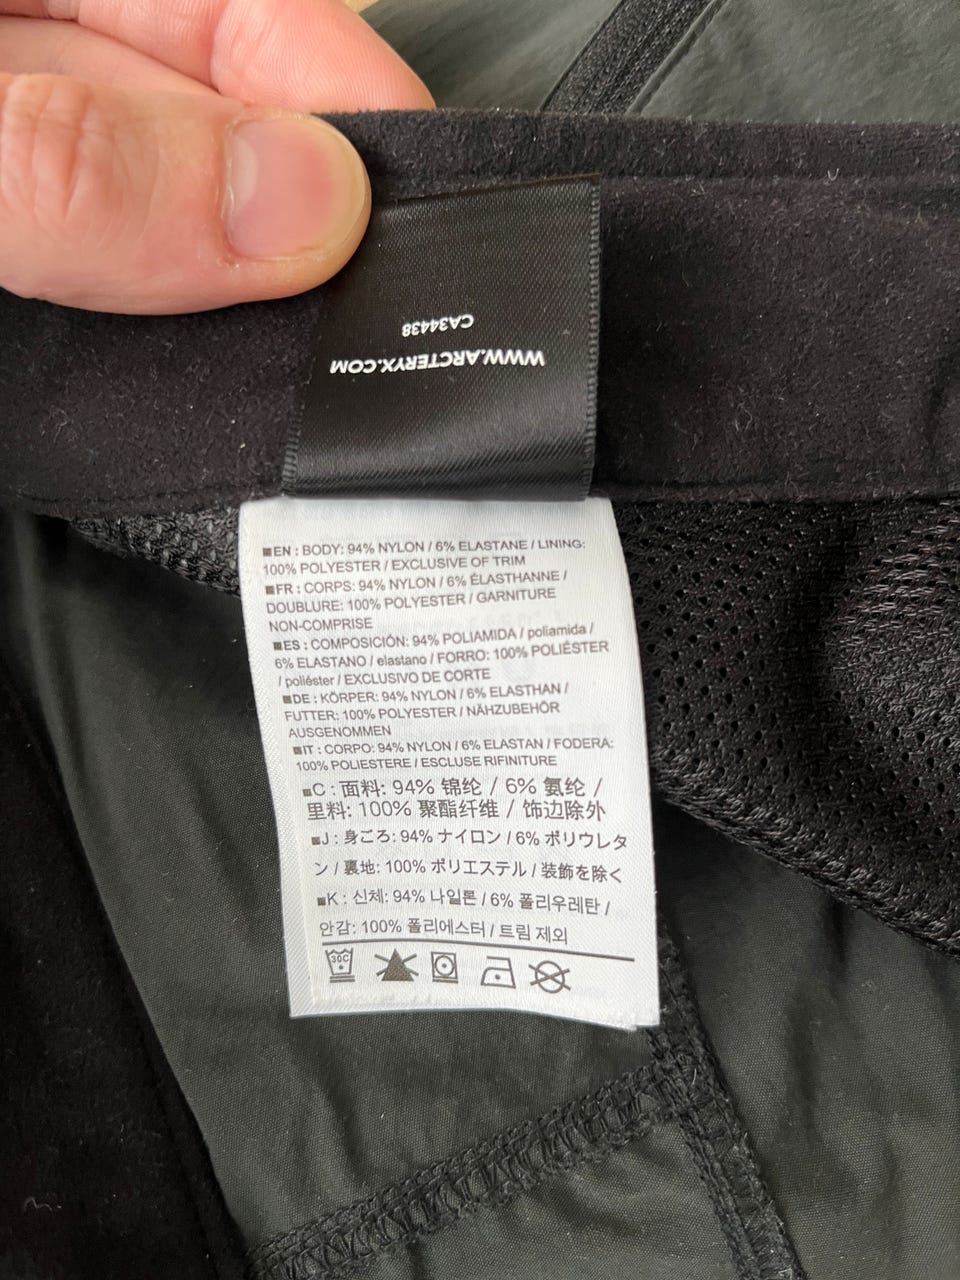 CA34438
WWW.ARCTERYX.COM
■EN : BODY: 94% NYLON / 6% ELASTANE / LINING:
100% POLYESTER / EXCLUSIVE OF TRIM
■FR : CORPS: 94% NYLON / 6% ÉLASTHANNE /
DOUBLURE: 100% POLYESTER / GARNITURE
NON-COMPRISE
■ES : COMPOSICIÓN: 94% POLIAMIDA / poliamida /
6% ELASTANO / elastano / FORRO: 100% POLIÉSTER
/ poliéster / EXCLUSIVO DE CORTE
■DE : KÖRPER: 94% NYLON / 6% ELASTHAN /
FUTTER: 100% POLYESTER / NÄHZUBEHÖR
AUSGENOMMEN
■IT : CORPO: 94% NYLON / 6% ELASTAN / FODERA:
100% POLIESTERE / ESCLUSE RIFINITURE
■C : 面料: 94% 锦纶 / 6% 氨纶 /
里料: 100% 聚酯纤维 / 饰边除外
■J : 身ごろ: 94% ナイロン / 6% ポリウレタ
ン / 裏地: 100% ポリエステル / 装飾を除く
■K : 신체: 94% 나일론 / 6% 폴리우레탄 /
안감: 100% 폴리에스터 / 트림 제외
30C